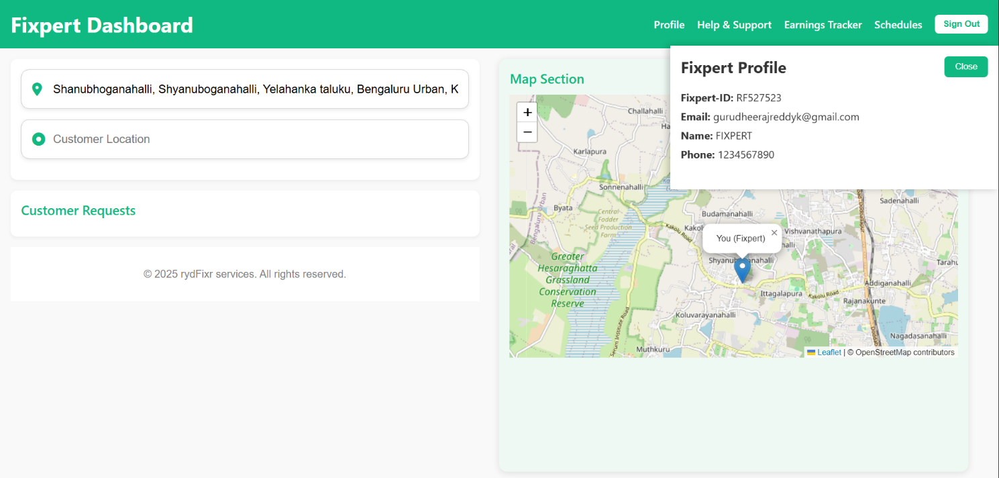 Fixpert Dashboard
Profile
Help & Support
Earnings Tracker
Schedules
Sign Out
Shanubhoganahalli, Shyanuboganahalli, Yelahanka taluku, Bengaluru Urban, K
Customer Location
Customer Requests
© 2025 rydFixr services. All rights reserved.
Map Section
Fixpert Profile
Close
Fixpert-ID: RF527523
Email: gurudheerajreddyk@gmail.com
Name: FIXPERT
Phone: 1234567890
+
−
Challahalli
Karlapura
Sonnenahalli
Byata
Bengaluru Urban
Central-
Fodder
Seed Production
Farm
Kakolu Road
Budamanahalli
Sadenahalli
Vishvanathapura
You (Fixpert)
×
Greater
Hesaraghatta
Grassland
Conservation
Reserve
Tarahu
Addiganahalli
Ittagalapura
Kakolu Road
Rajanakunte
Koluvarayanahalli
Serum Institute Road
Nagadasanahalli
Muthkuru
Leaflet | © OpenStreetMap contributors